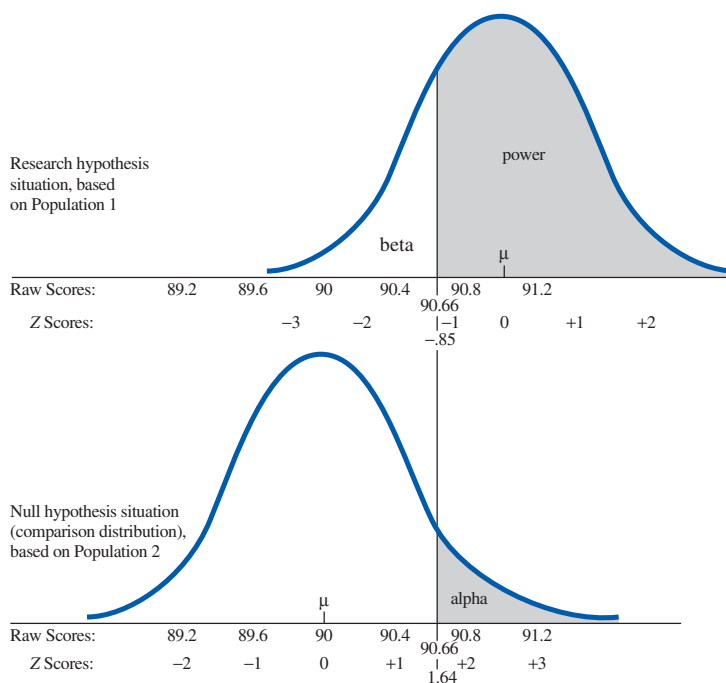 power
Research hypothesis
situation, based
on Population 1
beta
μ
Raw Scores: 89.2 89.6 90 90.4 90.8 91.2
90.66
Z Scores: −3 −2 −1 0 +1 +2
−.85
Null hypothesis situation
(comparison distribution),
based on Population 2
alpha
μ
Raw Scores: 89.2 89.6 90 90.4 90.8 91.2
90.66
Z Scores: −2 −1 0 +1 +2 +3
1.64